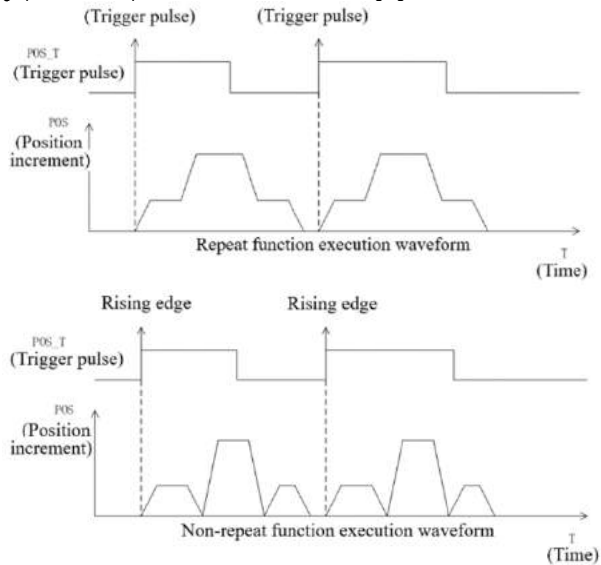 (Trigger pulse) (Trigger pulse)
POS_T
(Trigger pulse)
POS
(Position
increment)
Repeat function execution waveform
T
(Time)
Rising edge Rising edge
POS_T
(Trigger pulse)
POS
(Position
increment)
Non-repeat function execution waveform
T
(Time)